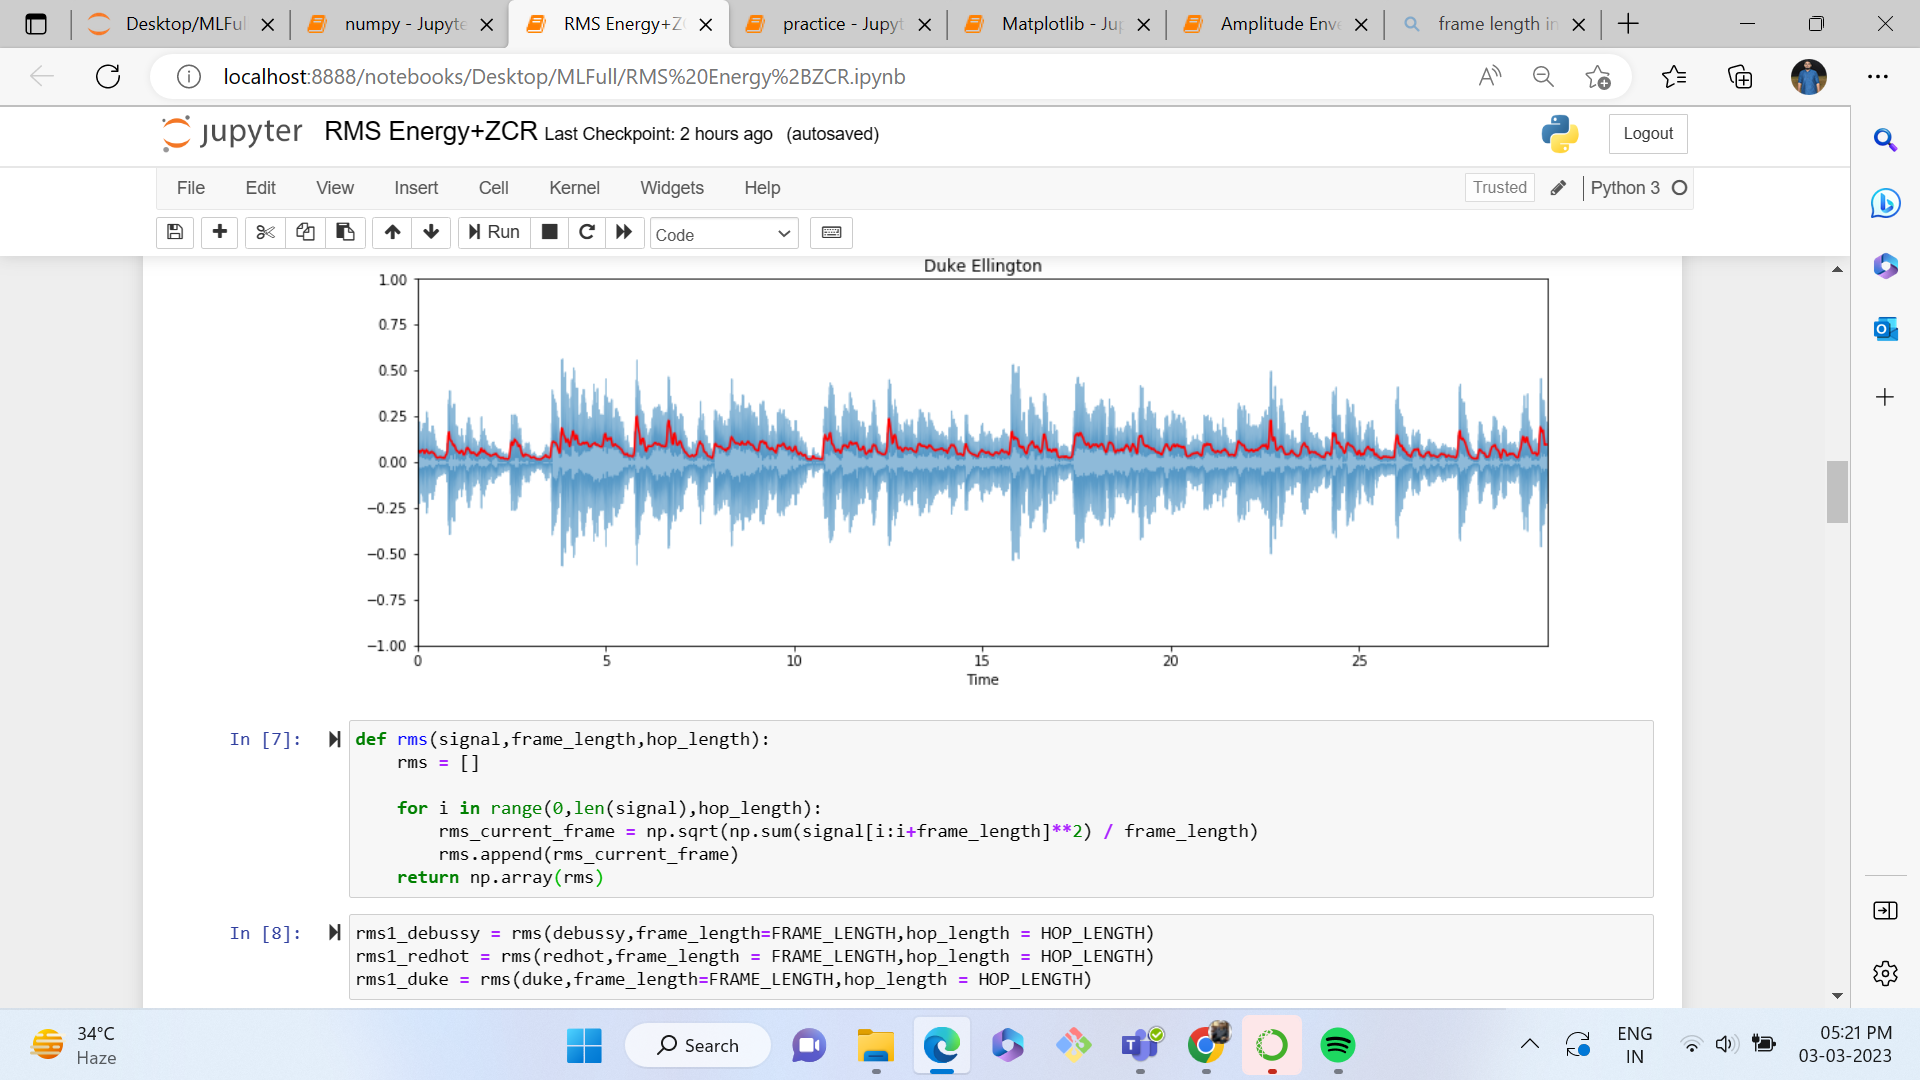 Desktop/MLFul
numpy - Jupyte
RMS Energy+Z
practice - Jupyt
Matplotlib - Ju
Amplitude Enve
frame length in
localhost:8888/notebooks/Desktop/MLFull/RMS%20Energy%2BZCR.ipynb
jupyter RMS Energy+ZCR Last Checkpoint: 2 hours ago (autosaved)
Logout
File Edit View Insert Cell Kernel Widgets Help
Trusted
Python 3
Run
Code
Duke Ellington
1.00
0.75
0.50
0.25
0.00
−0.25
−0.50
−0.75
−1.00
0 5 10 15 20 25
Time
In [7]:
def rms(signal,frame_length,hop_length):
    rms = []
    for i in range(0,len(signal),hop_length):
        rms_current_frame = np.sqrt(np.sum(signal[i:i+frame_length]**2) / frame_length)
        rms.append(rms_current_frame)
    return np.array(rms)
In [8]:
rms1_debussy = rms(debussy,frame_length=FRAME_LENGTH,hop_length = HOP_LENGTH)
rms1_redhot = rms(redhot,frame_length = FRAME_LENGTH,hop_length = HOP_LENGTH)
rms1_duke = rms(duke,frame_length=FRAME_LENGTH,hop_length = HOP_LENGTH)
34°C
Haze
Search
ENG
IN
05:21 PM
03-03-2023